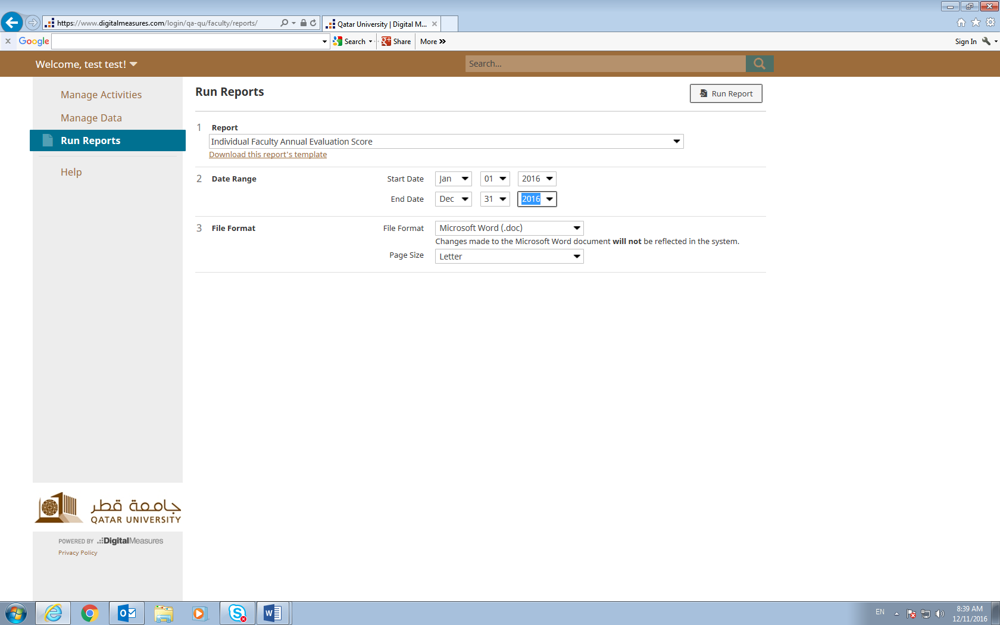 https://www.digitalmeasures.com/login/qa-qu/faculty/reports/
Qatar University | Digital M...
x Google Search Share More » Sign In
Welcome, test test!
Search...
Manage Activities
Manage Data
Run Reports
Help
Run Reports
Run Report
1 Report
Individual Faculty Annual Evaluation Score
Download this report's template
2 Date Range Start Date Jan 01 2016
End Date Dec 31 2016
3 File Format File Format Microsoft Word (.doc)
Changes made to the Microsoft Word document will not be reflected in the system.
Page Size Letter
جامعة قطر
QATAR UNIVERSITY
POWERED BY DigitalMeasures
Privacy Policy
EN
8:39 AM
12/11/2016